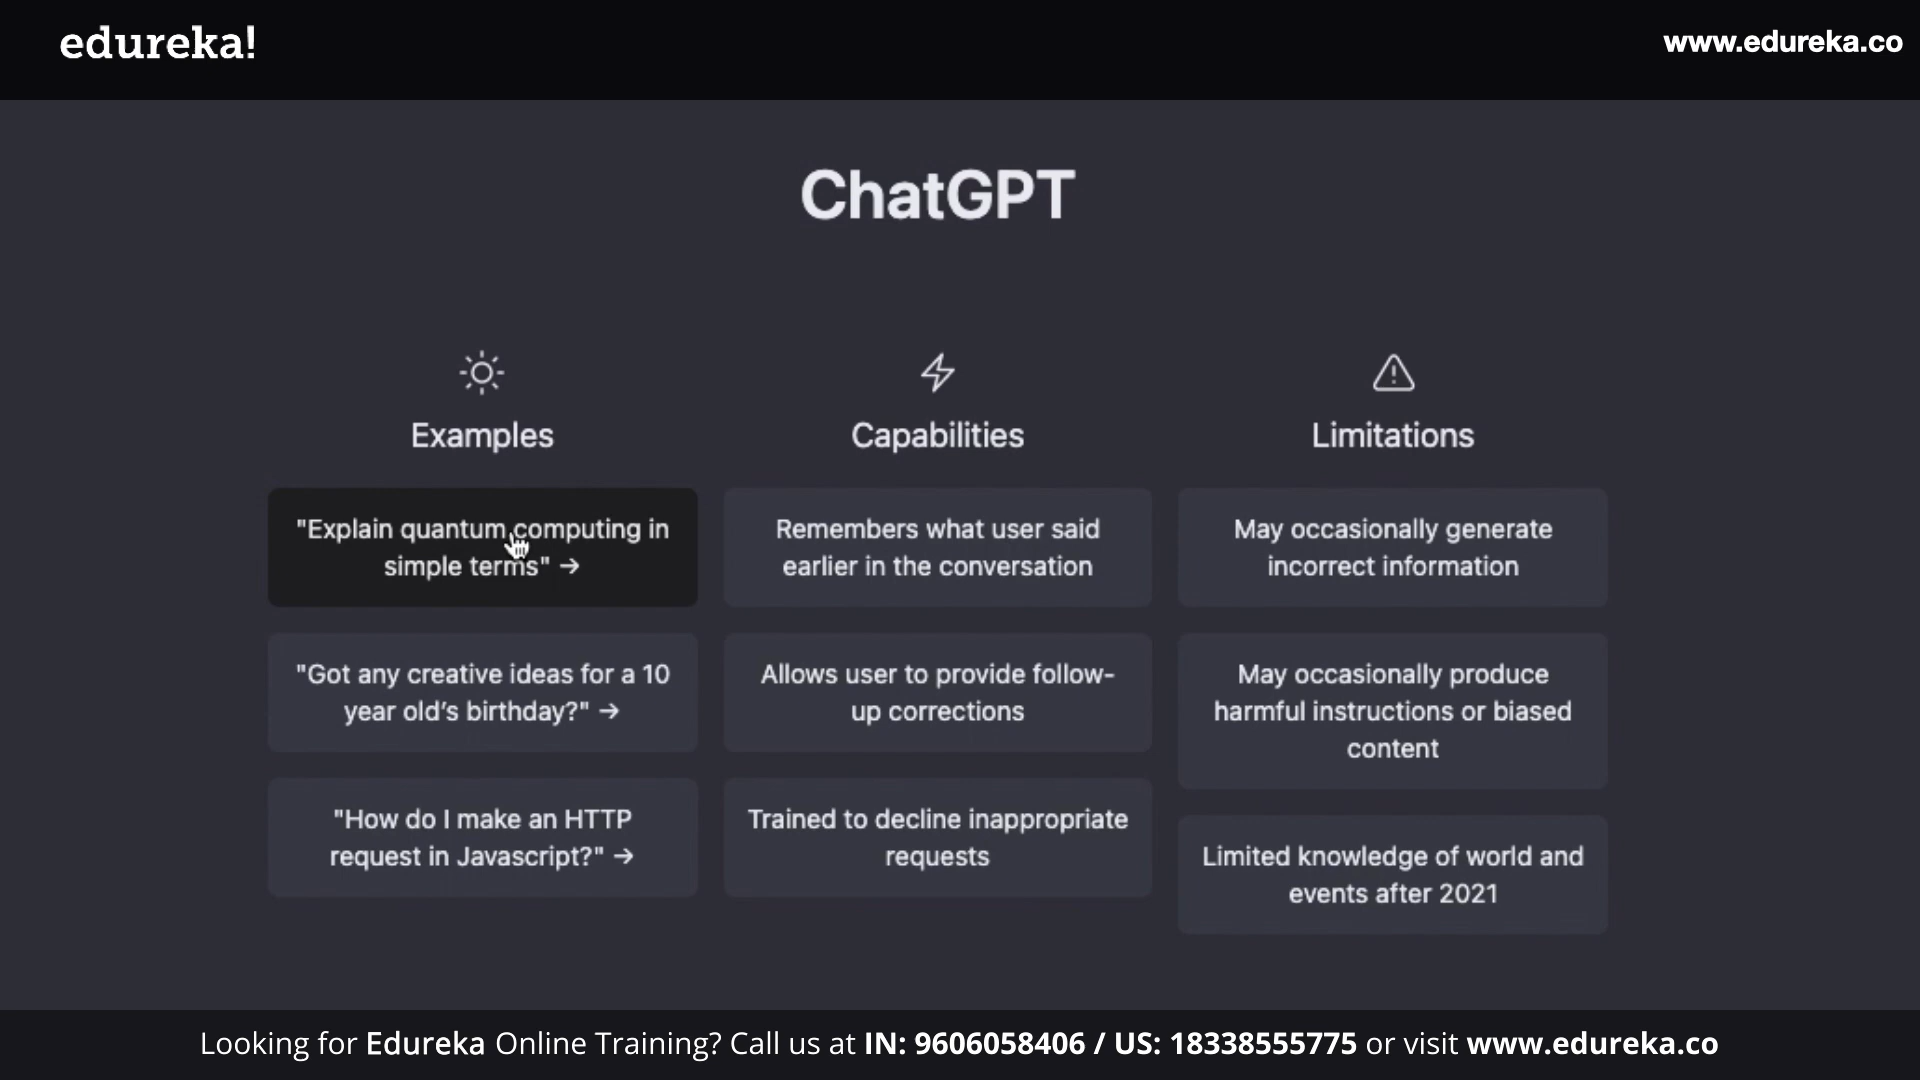 edureka!
www.edureka.co
ChatGPT
Examples
"Explain quantum computing in
simple terms" →
"Got any creative ideas for a 10
year old's birthday?" →
"How do I make an HTTP
request in Javascript?" →
Capabilities
Remembers what user said
earlier in the conversation
Allows user to provide follow-
up corrections
Trained to decline inappropriate
requests
Limitations
May occasionally generate
incorrect information
May occasionally produce
harmful instructions or biased
content
Limited knowledge of world and
events after 2021
Looking for Edureka Online Training? Call us at IN: 9606058406 / US: 18338555775 or visit www.edureka.co